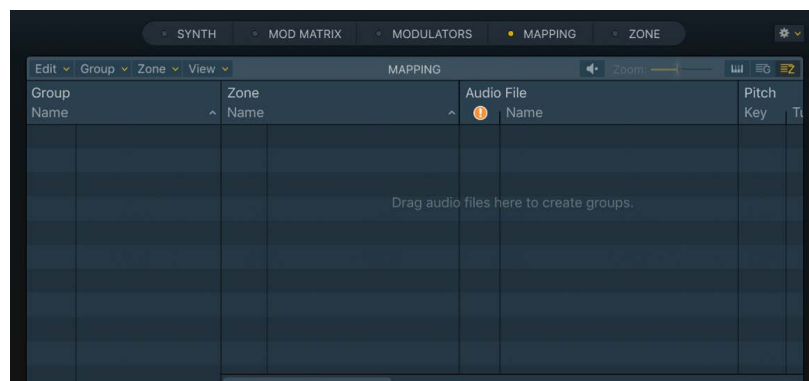 SYNTH MOD MATRIX MODULATORS MAPPING ZONE
Edit Group Zone View MAPPING Zoom: G Z
Group Zone Audio File Pitch
Name Name Name Key
Drag audio files here to create groups.